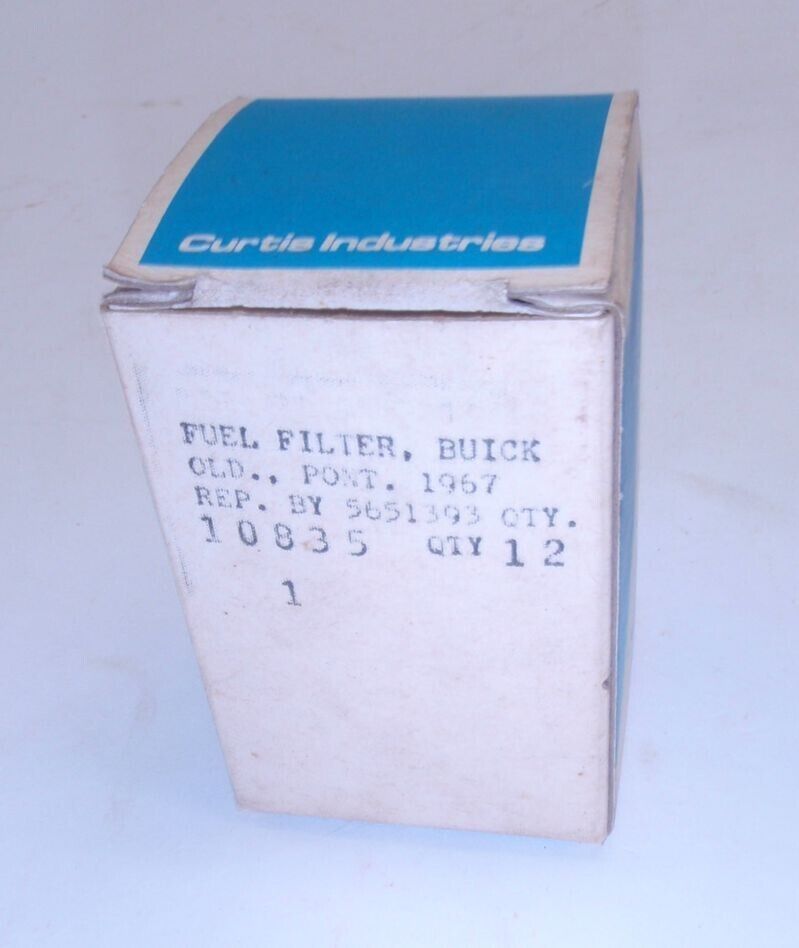 Curtis Industries
FUEL FILTER, BUICK
OLD., PONT. 1967
REP. BY 5651393 QTY.
10835 QTY 12
1